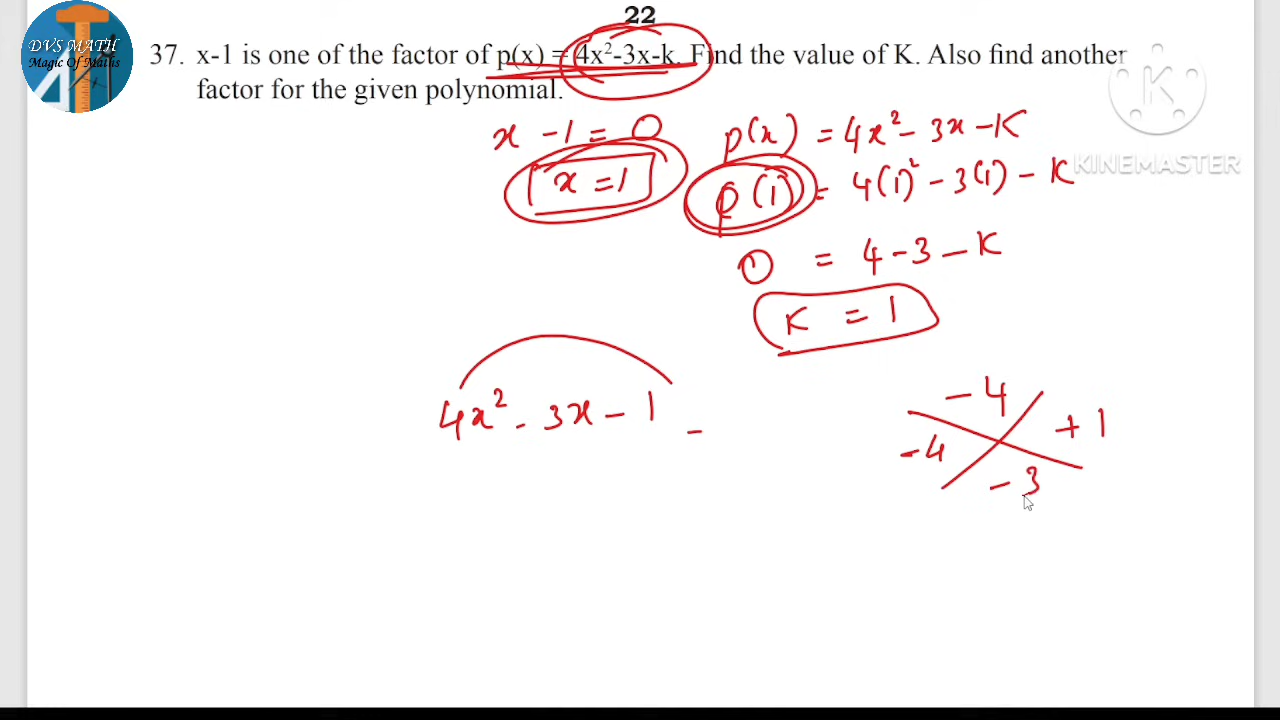 22
DVS MATH
Magic Of Maths
37. x-1 is one of the factor of p(x) = 4x²-3x-k. Find the value of K. Also find another
factor for the given polynomial.
K
KINEMASTER
x - 1 = 0
x = 1
p(x) = 4x² - 3x - K
p(1) = 4(1)² - 3(1) - K
0 = 4 - 3 - K
K = 1
4x² - 3x - 1 =
- 4
- 4 + 1
- 3